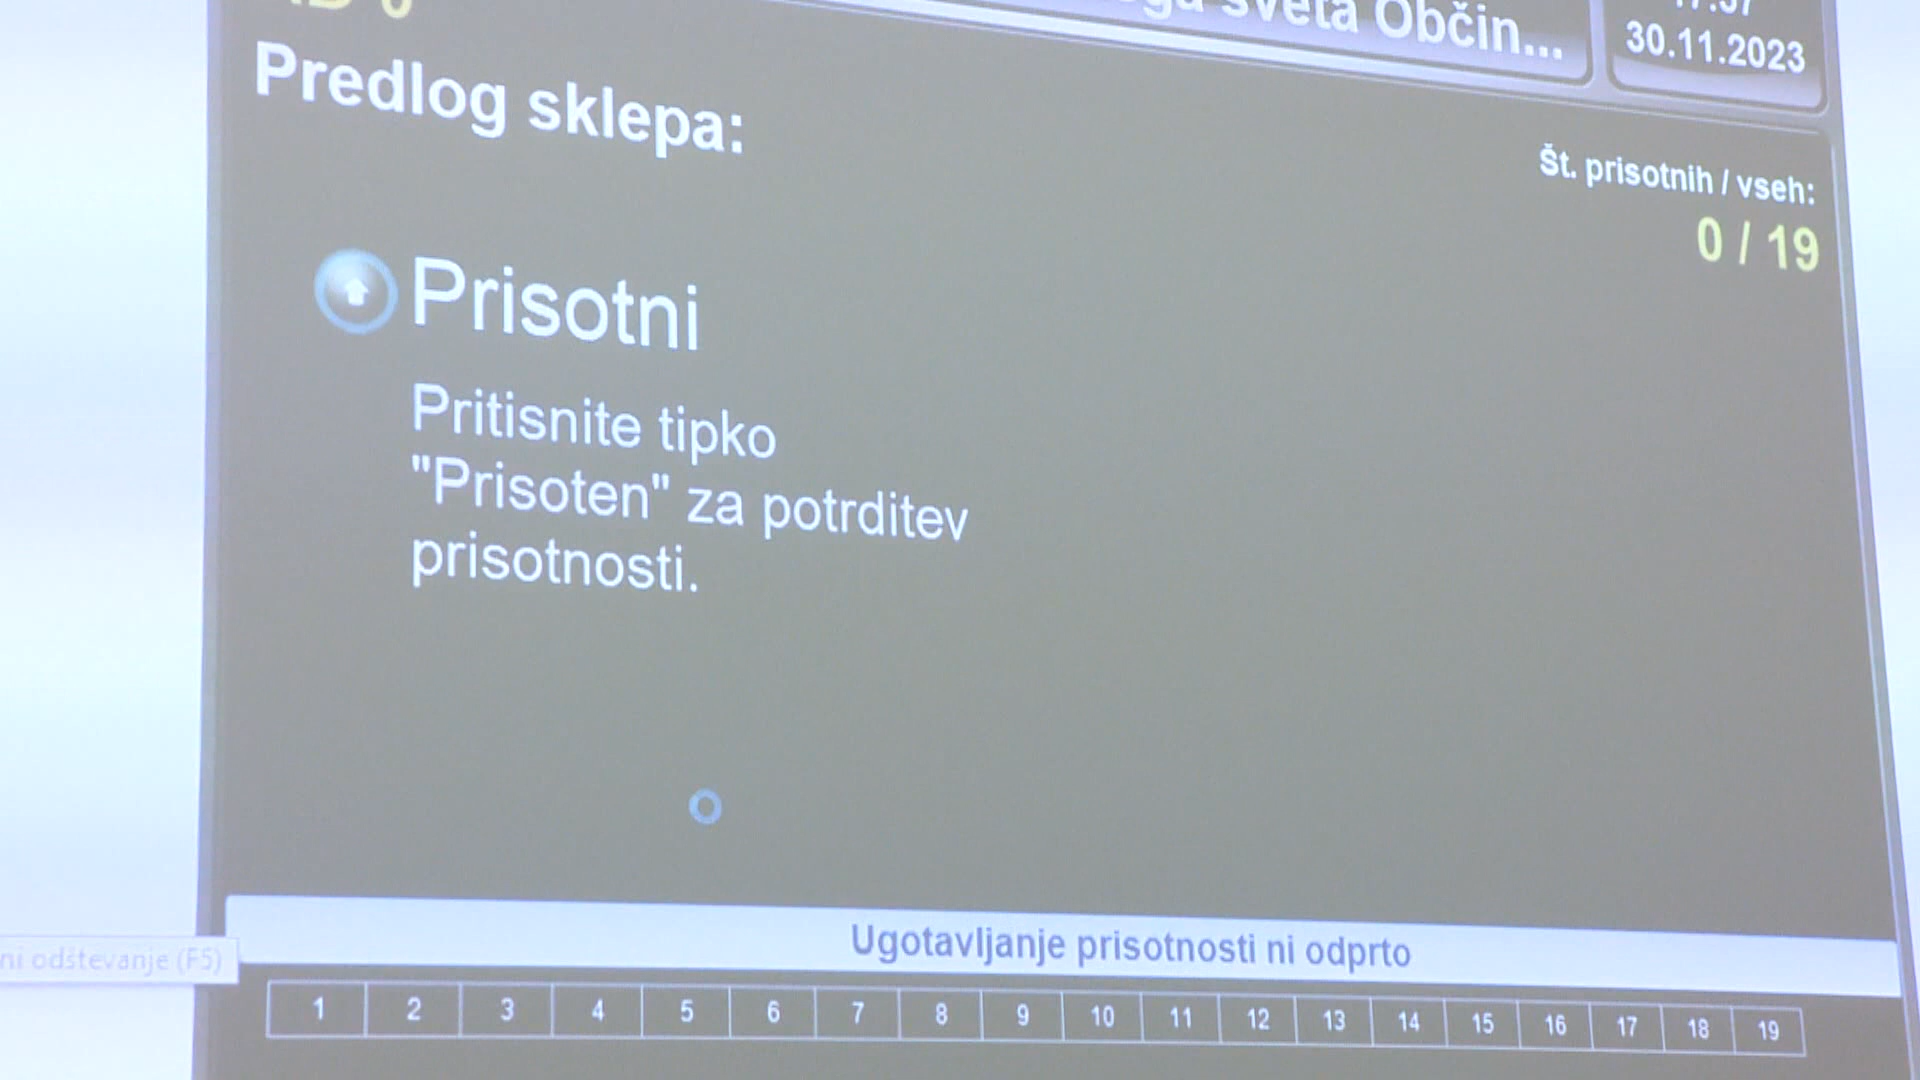 sveta Občin...
30.11.2023
Predlog sklepa:
Št. prisotnih / vseh:
0 / 19
Prisotni
Pritisnite tipko
"Prisoten" za potrditev
prisotnosti.
Ugotavljanje prisotnosti ni odprto
ni odštevanje (F5)
1 2 3 4 5 6 7 8 9 10 11 12 13 14 15 16 17 18 19